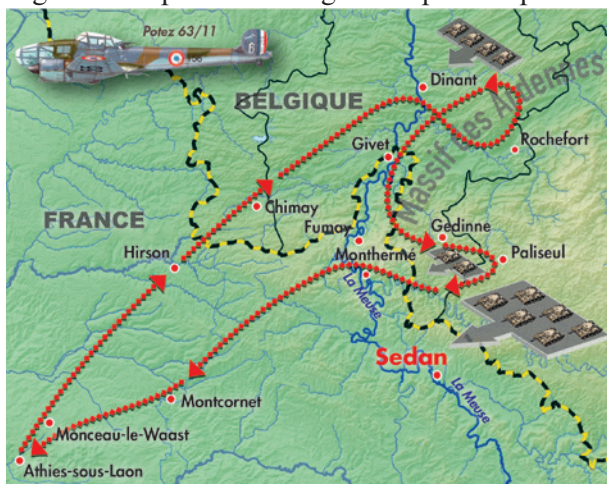 Potez 63/11
Dinant
BELGIQUE
Massif des Ardennes
Rochefort
Givet
Chimay
FRANCE
Fumay
Gedinne
Hirson
Monthermé
Paliseul
La Meuse
Sedan
La Meuse
Montcornet
Monceau-le-Waast
Athies-sous-Laon